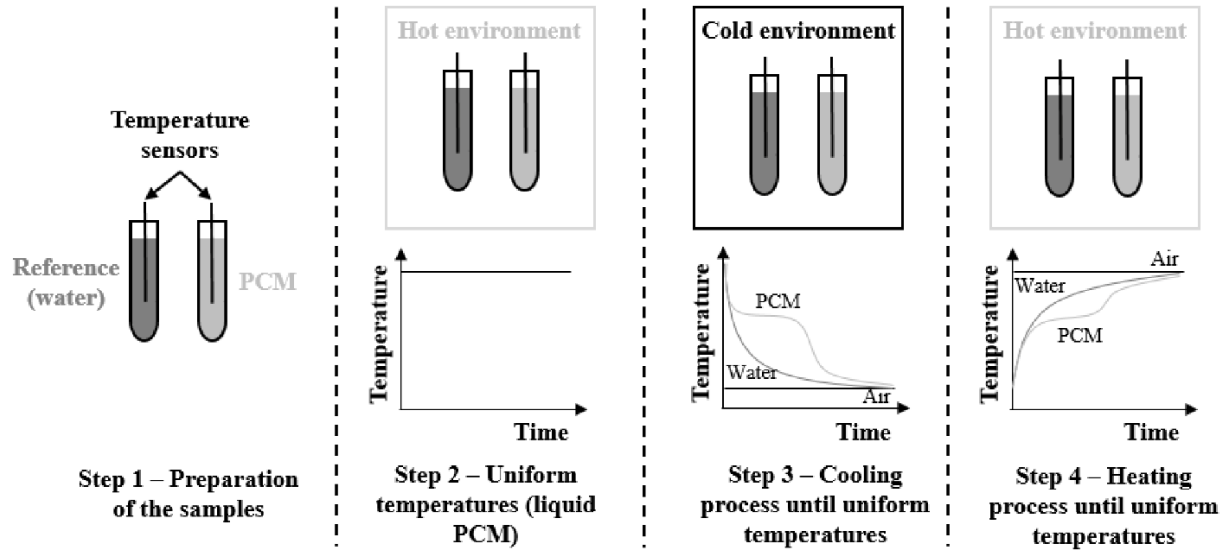 Temperature
sensors
Reference
(water)
PCM
Step 1 – Preparation
of the samples
Hot environment
Temperature
Time
Step 2 – Uniform
temperatures (liquid
PCM)
Cold environment
Temperature
PCM
Water
Air
Time
Step 3 – Cooling
process until uniform
temperatures
Hot environment
Temperature
Air
Water
PCM
Time
Step 4 – Heating
process until uniform
temperatures